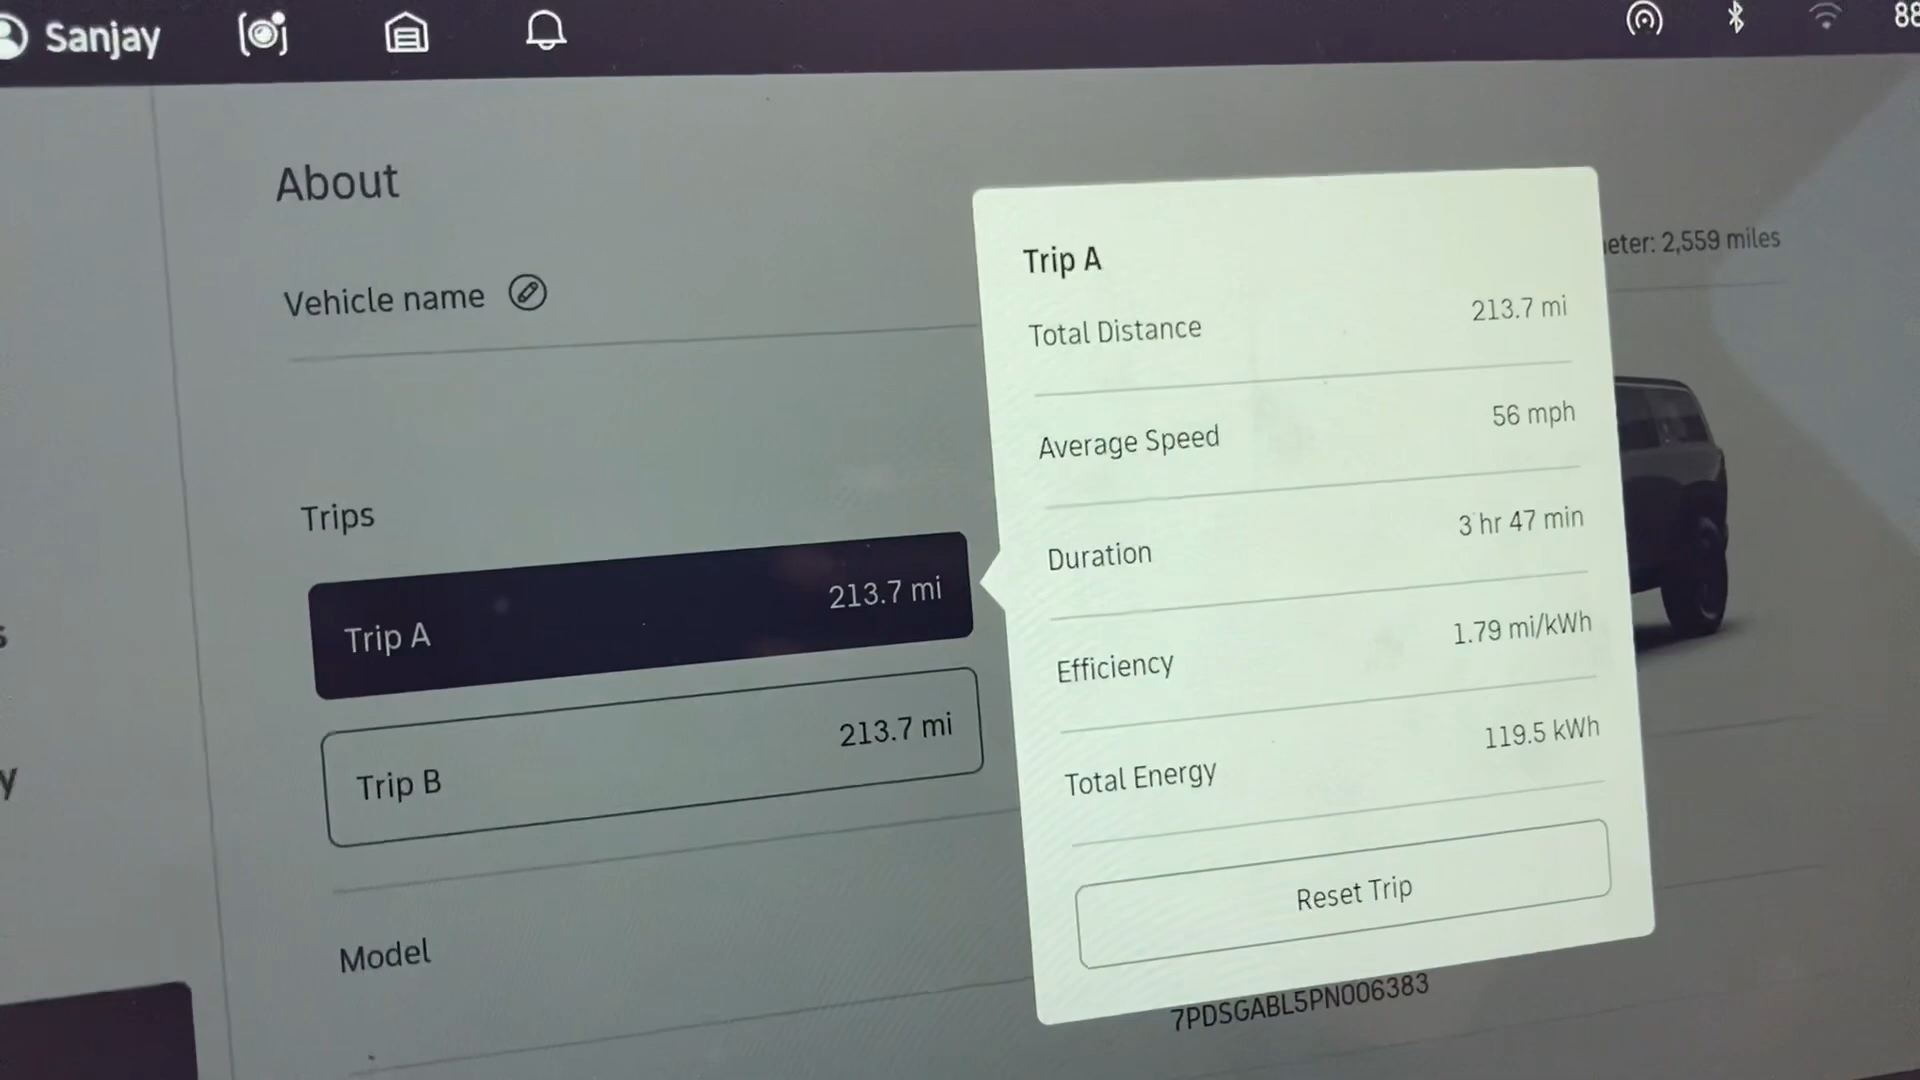 Sanjay
88
About
Vehicle name
eter: 2,559 miles
Trips
Trip A 213.7 mi
Trip B 213.7 mi
Model
Trip A
Total Distance 213.7 mi
Average Speed 56 mph
Duration 3 hr 47 min
Efficiency 1.79 mi/kWh
Total Energy 119.5 kWh
Reset Trip
7PDSGABL5PN006383
s
y